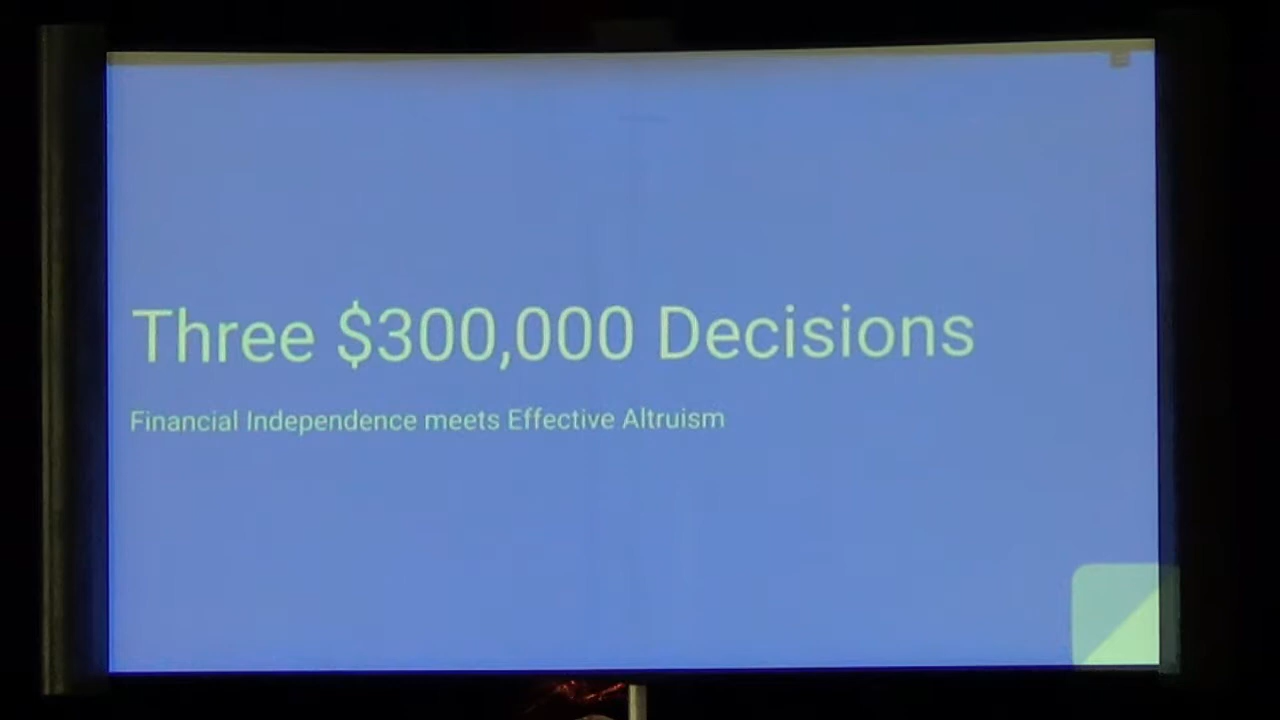 Three $300,000 Decisions
Financial Independence meets Effective Altruism